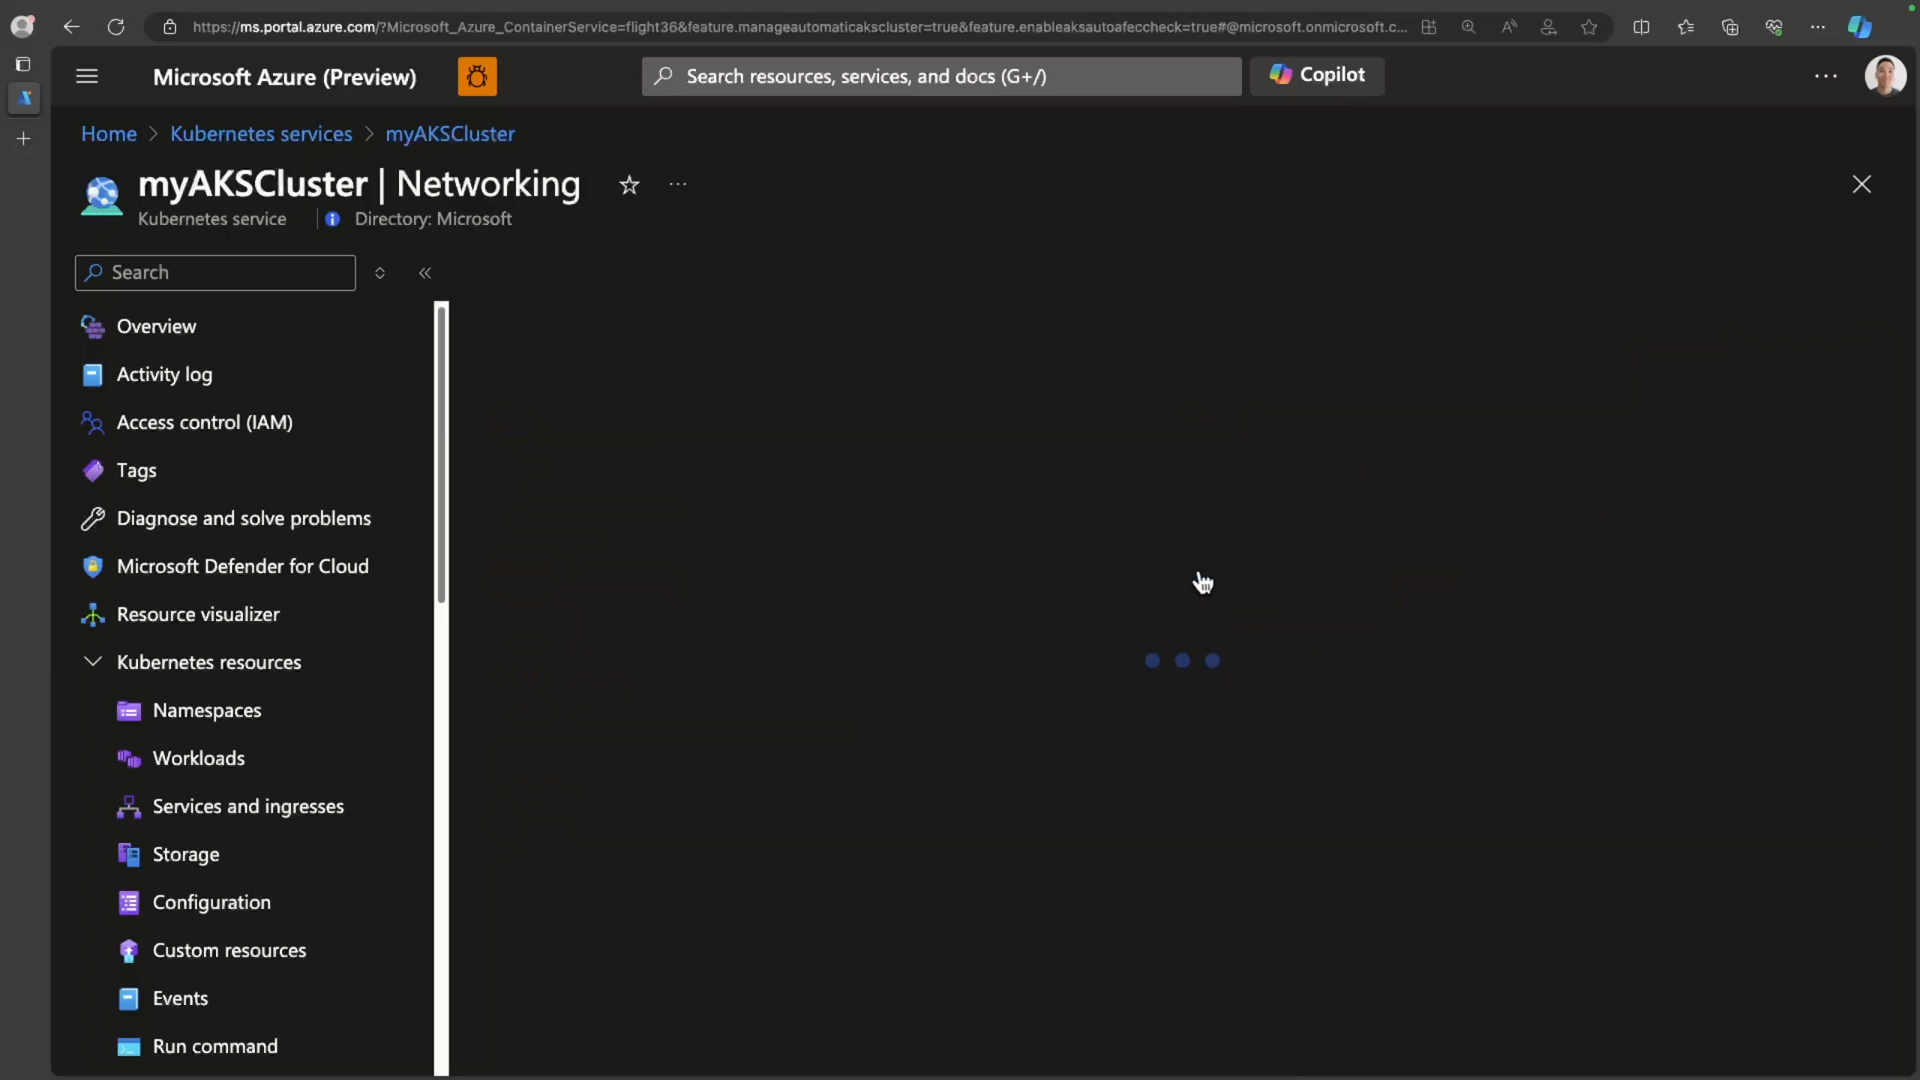 https://ms.portal.azure.com/?Microsoft_Azure_ContainerService=flight36&feature.manageautomaticakscluster=true&feature.enableaksautoafeccheck=true#@microsoft.onmicrosoft.c...
Microsoft Azure (Preview)
Search resources, services, and docs (G+/)
Copilot
Home > Kubernetes services > myAKSCluster
myAKSCluster | Networking
Kubernetes service
Directory: Microsoft
Search
Overview
Activity log
Access control (IAM)
Tags
Diagnose and solve problems
Microsoft Defender for Cloud
Resource visualizer
Kubernetes resources
Namespaces
Workloads
Services and ingresses
Storage
Configuration
Custom resources
Events
Run command